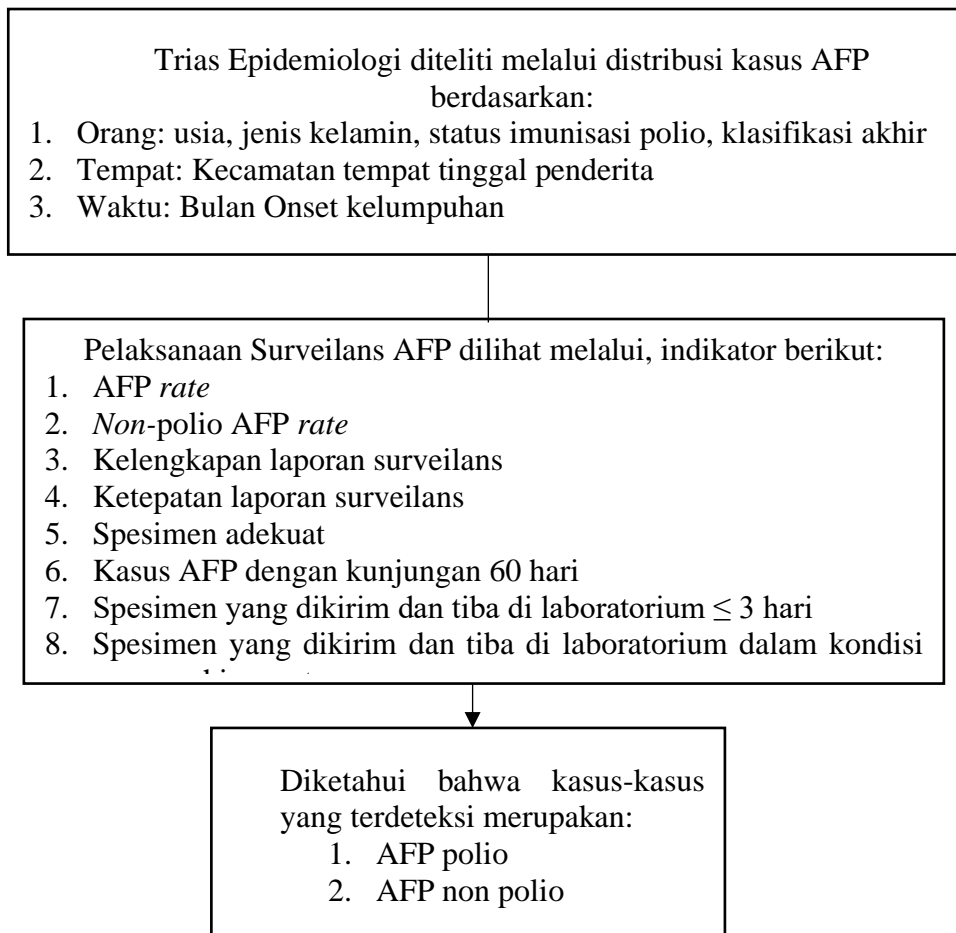 Trias Epidemiologi diteliti melalui distribusi kasus AFP
berdasarkan:
1. Orang: usia, jenis kelamin, status imunisasi polio, klasifikasi akhir
2. Tempat: Kecamatan tempat tinggal penderita
3. Waktu: Bulan Onset kelumpuhan
Pelaksanaan Surveilans AFP dilihat melalui, indikator berikut:
1. AFP rate
2. Non-polio AFP rate
3. Kelengkapan laporan surveilans
4. Ketepatan laporan surveilans
5. Spesimen adekuat
6. Kasus AFP dengan kunjungan 60 hari
7. Spesimen yang dikirim dan tiba di laboratorium ≤ 3 hari
8. Spesimen yang dikirim dan tiba di laboratorium dalam kondisi
Diketahui bahwa kasus-kasus
yang terdeteksi merupakan:
1. AFP polio
2. AFP non polio